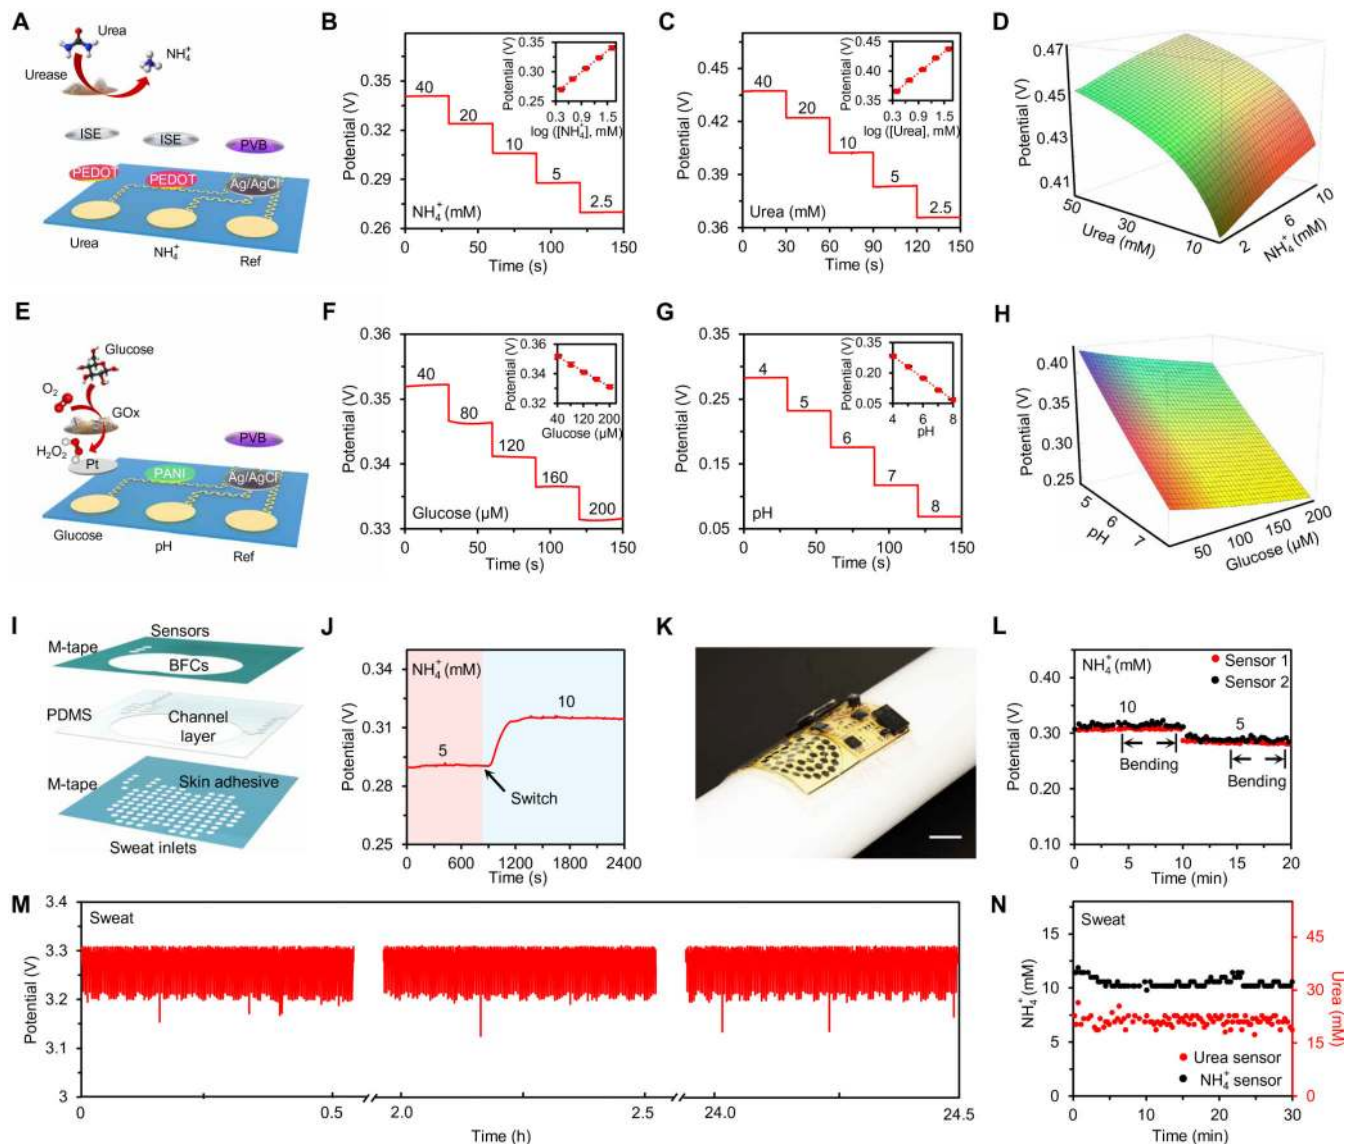 A
Urea
NH₄⁺
Urease
ISE
ISE
PVB
PEDOT
PEDOT
Ag/AgCl
Urea
NH₄⁺
Ref
B
Potential (V)
0.35
0.32
0.29
0.26
40
20
10
5
2.5
NH₄⁺ (mM)
0 30 60 90 120 150
Time (s)
Potential (V)
0.35
0.30
0.25
0.3 0.9 1.5
log ([NH₄⁺], mM)
C
Potential (V)
0.45
0.42
0.39
0.36
40
20
10
5
2.5
Urea (mM)
0 30 60 90 120 150
Time (s)
Potential (V)
0.45
0.40
0.35
0.3 0.9 1.5
log ([Urea], mM)
D
Potential (V)
0.47
0.45
0.43
0.41
50 30 10
Urea (mM)
2 6 10
NH₄⁺ (mM)
E
Glucose
O₂
GOx
H₂O₂
Pt
PANI
PVB
Ag/AgCl
Glucose
pH
Ref
F
Potential (V)
0.36
0.35
0.34
0.33
40
80
120
160
200
Glucose (μM)
0 50 100 150
Time (s)
Potential (V)
0.36
0.34
0.32
40 120 200
Glucose (μM)
G
Potential (V)
0.35
0.25
0.15
0.05
4
5
6
7
8
pH
0 50 100 150
Time (s)
Potential (V)
0.35
0.20
0.05
4 6 8
pH
H
Potential (V)
0.40
0.35
0.30
0.25
5 6 7
pH
50 100 150 200
Glucose (μM)
I
Sensors
M-tape
BFCs
PDMS
Channel
layer
M-tape
Skin adhesive
Sweat inlets
J
Potential (V)
0.34
0.31
0.28
0.25
NH₄⁺ (mM)
5
10
Switch
0 600 1200 1800 2400
Time (s)
K
L
Potential (V)
0.40
0.30
0.20
0.10
NH₄⁺ (mM)
Sensor 1
Sensor 2
10
5
Bending
Bending
0 5 10 15 20
Time (min)
M
Potential (V)
3.4
3.3
3.2
3.1
3
Sweat
0 0.5 2.0 2.5 24.0 24.5
Time (h)
N
NH₄⁺ (mM)
15
10
5
0
Sweat
Urea sensor
NH₄⁺ sensor
0 10 20 30
Time (min)
45
30
15
0
Urea (mM)